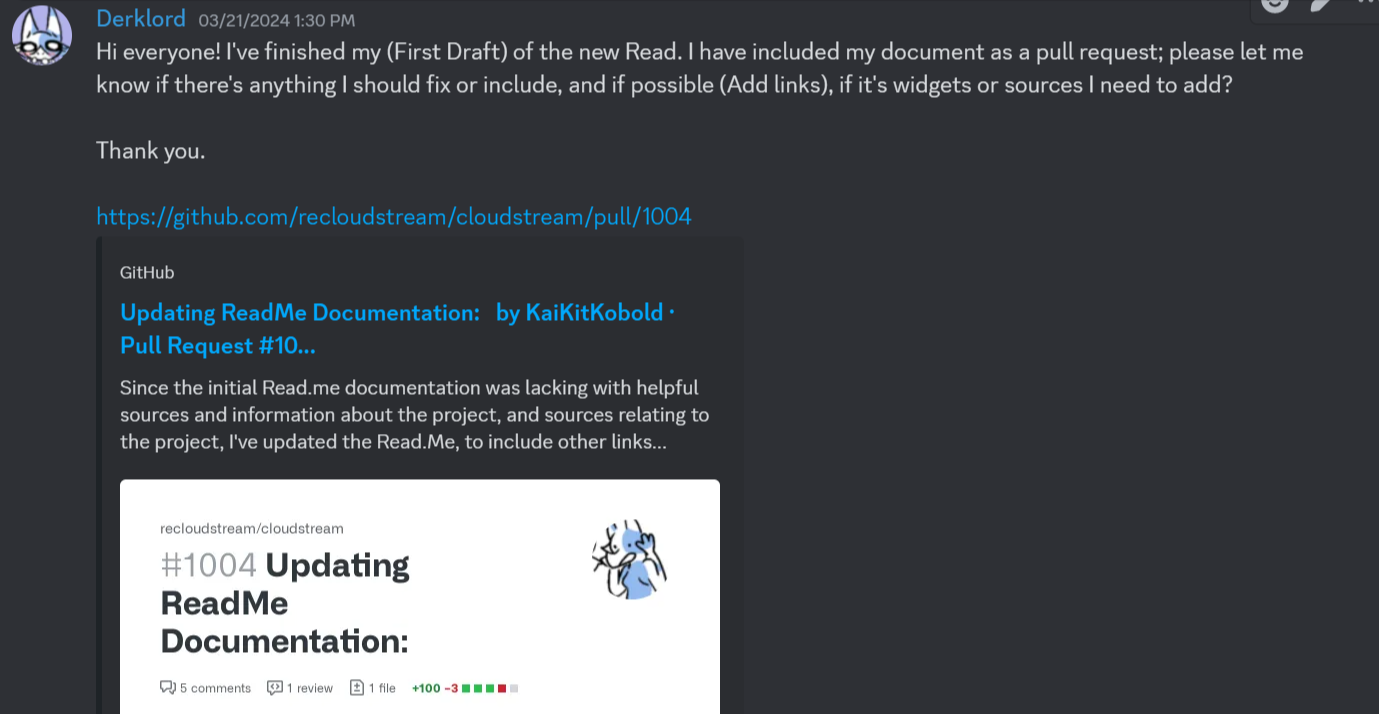 Derklord 03/21/2024 1:30 PM
Hi everyone! I've finished my (First Draft) of the new Read. I have included my document as a pull request; please let me
know if there's anything I should fix or include, and if possible (Add links), if it's widgets or sources I need to add?
Thank you.
https://github.com/recloudstream/cloudstream/pull/1004
GitHub
Updating ReadMe Documentation: by KaiKitKobold ·
Pull Request #10...
Since the initial Read.me documentation was lacking with helpful
sources and information about the project, and sources relating to
the project, I've updated the Read.Me, to include other links...
recloudstream/cloudstream
#1004 Updating
ReadMe
Documentation:
5 comments 1 review 1 file +100 −3